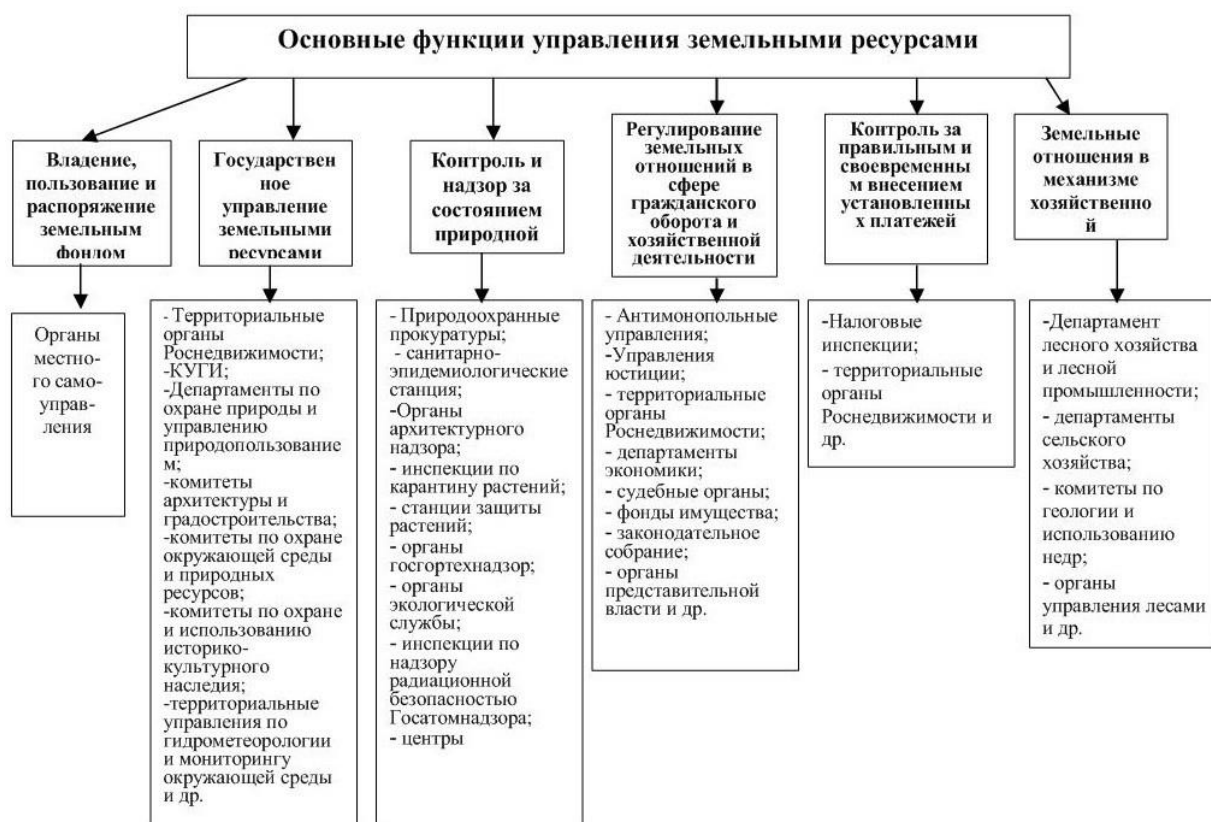 Основные функции управления земельными ресурсами
Владение,
пользование и
распоряжение
земельным
фондом
Органы
местно-
го само-
управ-
ления
Государствен
ное
управление
земельными
ресурсами
- Территориальные
органы
Роснедвижимости;
-КУГИ;
-Департаменты по
охране природы и
управлению
природопользование
м;
-комитеты
архитектуры и
градостроительства;
-комитеты по охране
окружающей среды
и природных
ресурсов;
-комитеты по охране
и использованию
историко-
культурного
наследия;
-территориальные
управления по
гидрометеорологии
и мониторингу
окружающей среды
и др.
Контроль и
надзор за
состоянием
природной
- Природоохранные
прокуратуры;
- санитарно-
эпидемиологические
станция;
-Органы
архитектурного
надзора;
- инспекции по
карантину растений;
- станции защиты
растений;
- органы
госгортехнадзор;
- органы
экологической
службы;
- инспекции по
надзору
радиационной
безопасностью
Госатомнадзора;
- центры
Регулирование
земельных
отношений в
сфере
гражданского
оборота и
хозяйственной
деятельности
- Антимонопольные
управления;
-Управления
юстиции;
- территориальные
органы
Роснедвижимости;
- департаменты
экономики;
- судебные органы;
- фонды имущества;
- законодательное
собрание;
- органы
представительной
власти и др.
Контроль за
правильным и
своевременны
м внесением
установленны
х платежей
-Налоговые
инспекции;
- территориальные
органы
Роснедвижимости и
др.
Земельные
отношения в
механизме
хозяйственно
й
-Департамент
лесного хозяйства
и лесной
промышленности;
- департаменты
сельского
хозяйства;
- комитеты по
геологии и
использованию
недр;
- органы
управления лесами
и др.